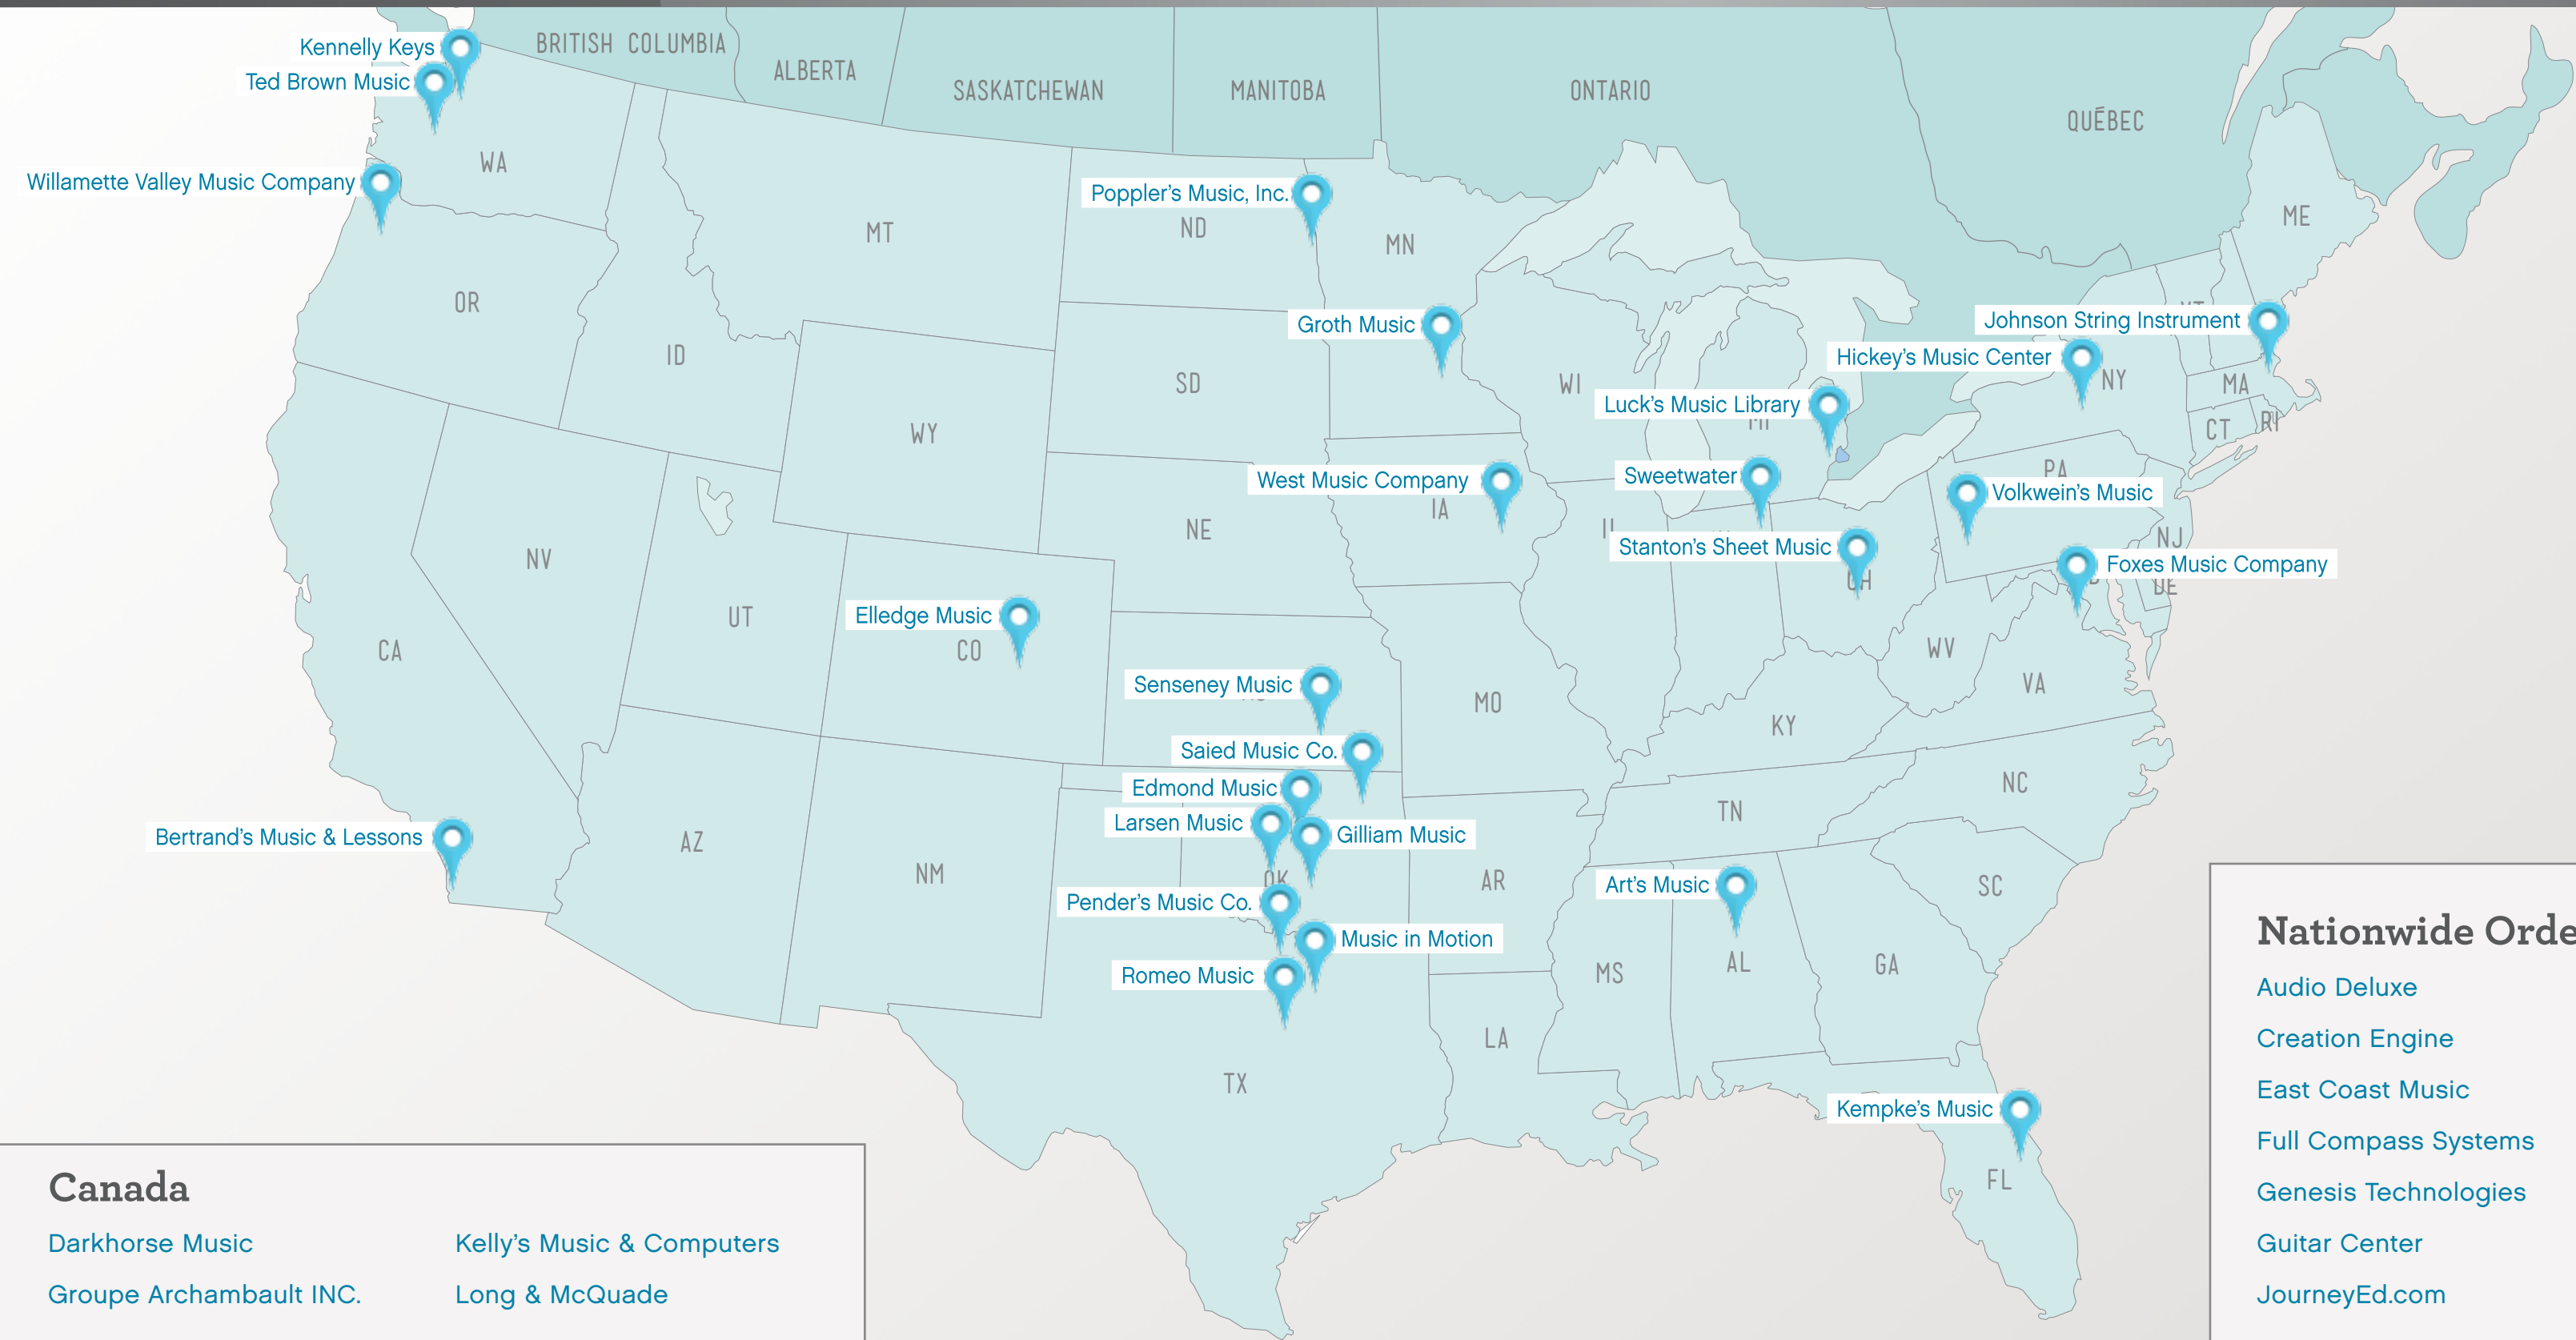 Kennelly Keys
Ted Brown Music
BRITISH COLUMBIA
ALBERTA
SASKATCHEWAN
MANITOBA
ONTARIO
QUÉBEC
WA
Willamette Valley Music Company
Poppler's Music, Inc.
MT
ND
MN
ME
OR
Groth Music
Johnson String Instrument
ID
Hickey's Music Center
NY
SD
WI
MA
Luck's Music Library
MI
CT
RI
WY
PA
West Music Company
IA
Sweetwater
Volkwein's Music
NE
NJ
NV
Stanton's Sheet Music
OH
Foxes Music Company
DE
UT
Elledge Music
CO
CA
WV
VA
Senseney Music
MO
KY
Saied Music Co.
Edmond Music
NC
TN
Larsen Music
Gilliam Music
Bertrand's Music & Lessons
AZ
NM
OK
AR
Art's Music
SC
Pender's Music Co.
Music in Motion
Romeo Music
MS
AL
GA
LA
TX
Kempke's Music
FL
Canada
Darkhorse Music
Kelly's Music & Computers
Groupe Archambault INC.
Long & McQuade
Nationwide Orde
Audio Deluxe
Creation Engine
East Coast Music
Full Compass Systems
Genesis Technologies
Guitar Center
JourneyEd.com